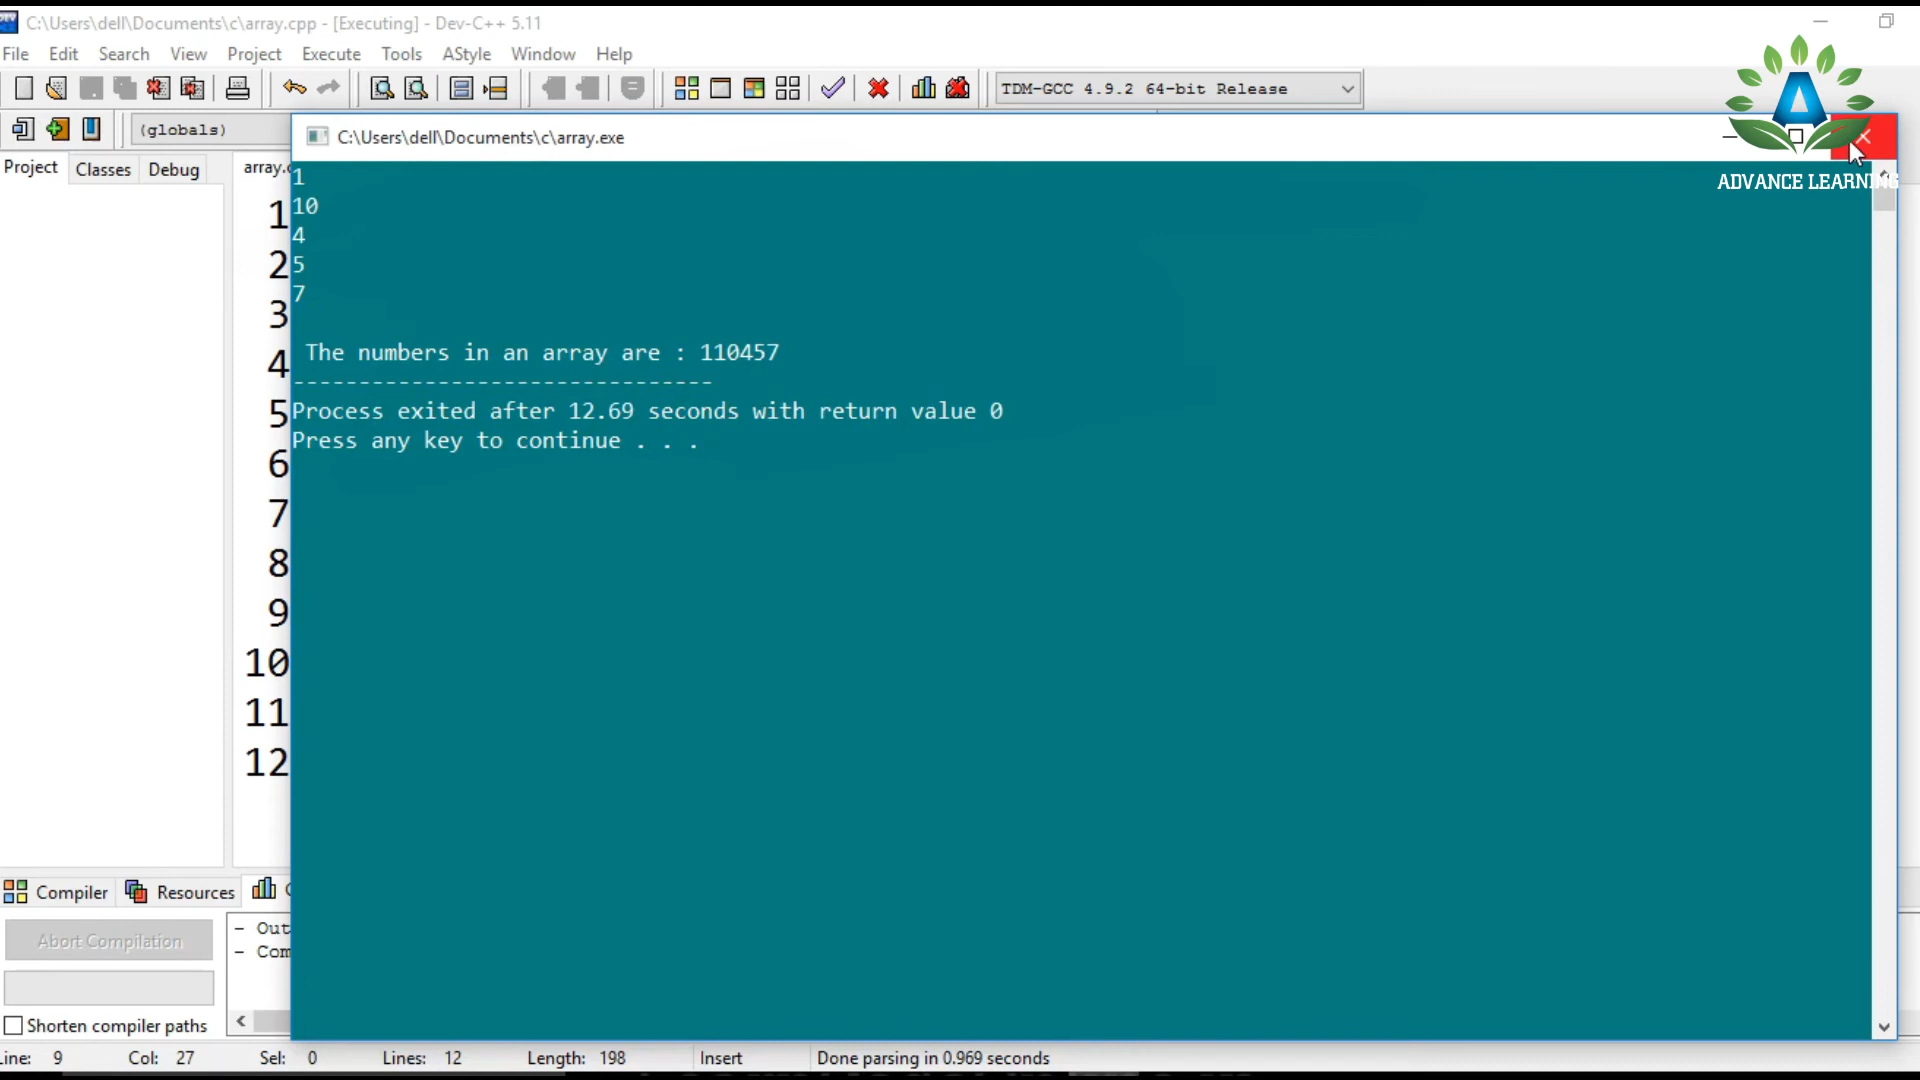 C:\Users\dell\Documents\c\array.cpp - [Executing] - Dev-C++ 5.11
File Edit Search View Project Execute Tools AStyle Window Help
TDM-GCC 4.9.2 64-bit Release
(globals)
C:\Users\dell\Documents\c\array.exe
ADVANCE LEARNING
Project Classes Debug array.c
1
2
3
4
5
6
7
8
9
10
11
12
1
10
4
5
7
The numbers in an array are : 110457
--------------------------------
Process exited after 12.69 seconds with return value 0
Press any key to continue . . .
Compiler Resources
Abort Compilation
- Out
- Com
Shorten compiler paths
Line: 9 Col: 27 Sel: 0 Lines: 12 Length: 198 Insert Done parsing in 0.969 seconds